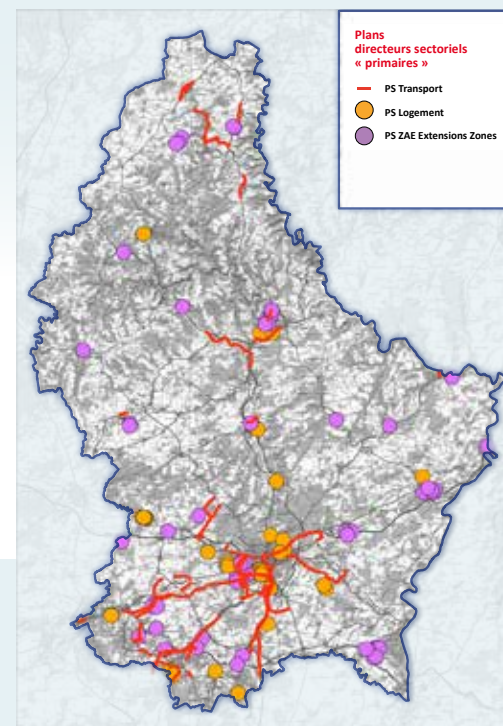 Plans
directeurs sectoriels
« primaires »
PS Transport
PS Logement
PS ZAE Extensions Zones